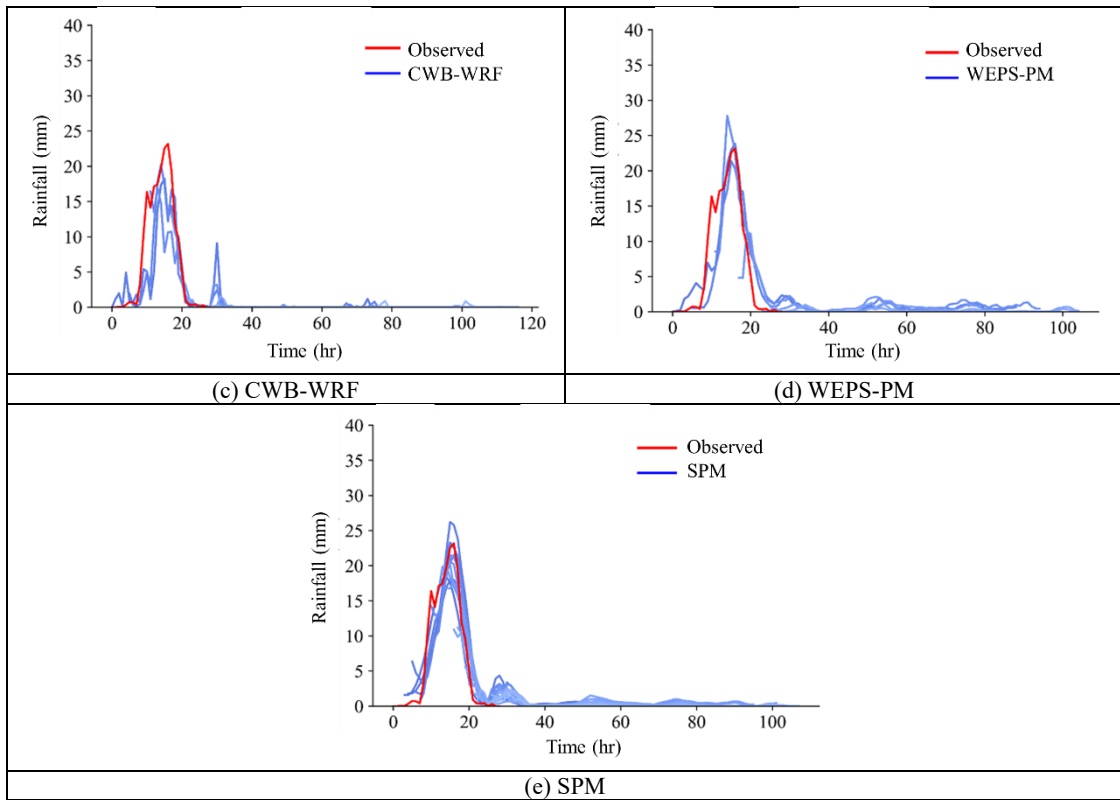 40
35
30
25
20
15
10
5
0
Rainfall (mm)
Observed
CWB-WRF
0 20 40 60 80 100 120
Time (hr)
(c) CWB-WRF
40
35
30
25
20
15
10
5
0
Rainfall (mm)
Observed
WEPS-PM
0 20 40 60 80 100
Time (hr)
(d) WEPS-PM
40
35
30
25
20
15
10
5
0
Rainfall (mm)
Observed
SPM
0 20 40 60 80 100
Time (hr)
(e) SPM